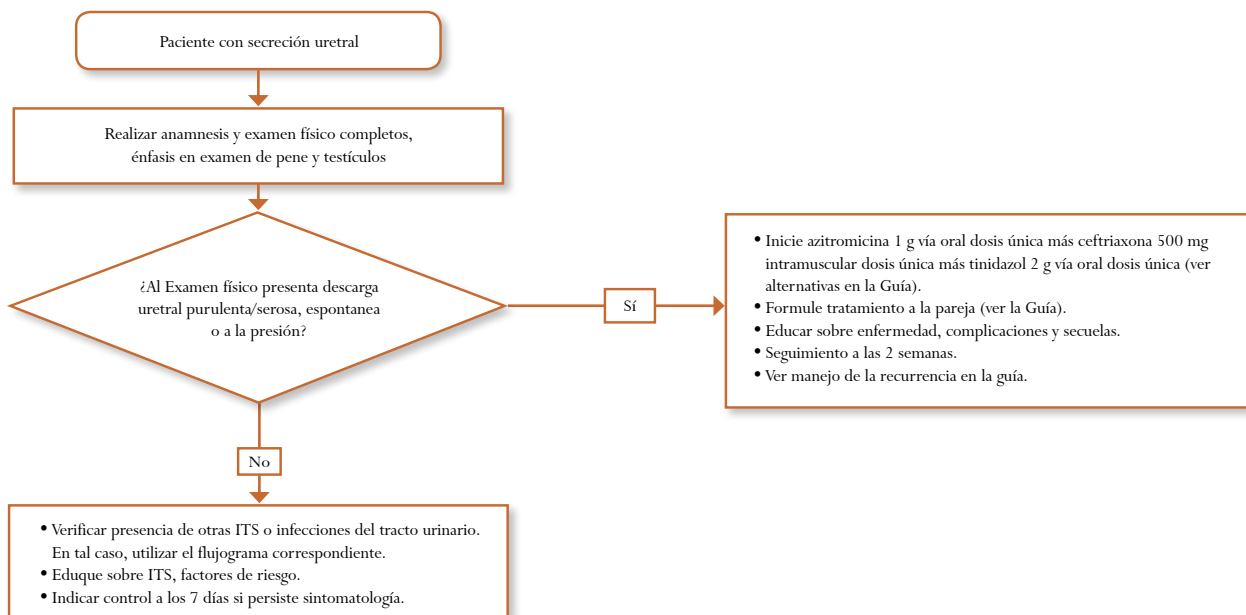 Paciente con secreción uretral
Realizar anamnesis y examen físico completos,
énfasis en examen de pene y testículos
¿Al Examen físico presenta descarga
uretral purulenta/serosa, espontanea
o a la presión?
Sí
• Inicie azitromicina 1 g vía oral dosis única más ceftriaxona 500 mg
intramuscular dosis única más tinidazol 2 g vía oral dosis única (ver
alternativas en la Guía).
• Formule tratamiento a la pareja (ver la Guía).
• Educar sobre enfermedad, complicaciones y secuelas.
• Seguimiento a las 2 semanas.
• Ver manejo de la recurrencia en la guía.
No
• Verificar presencia de otras ITS o infecciones del tracto urinario.
En tal caso, utilizar el flujograma correspondiente.
• Eduque sobre ITS, factores de riesgo.
• Indicar control a los 7 días si persiste sintomatología.